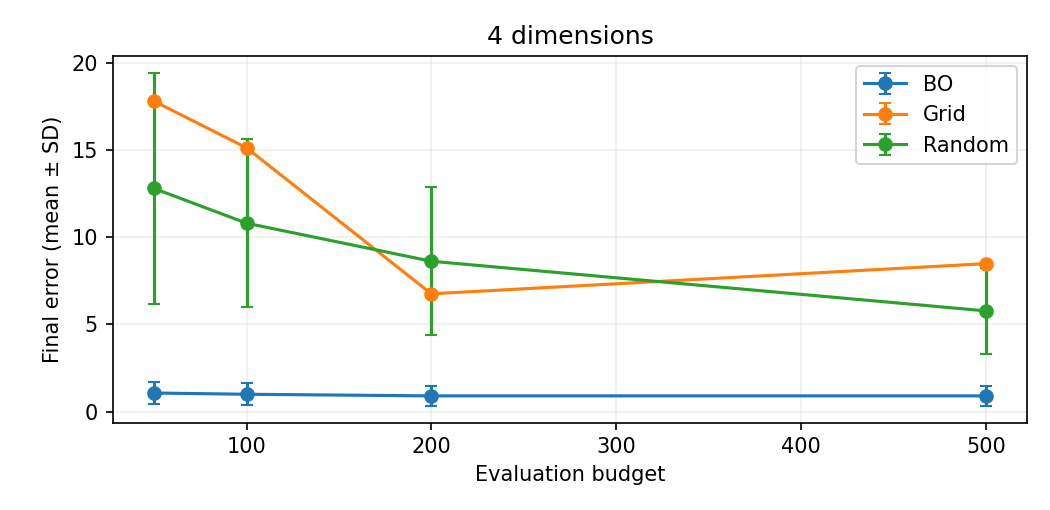 4 dimensions
Final error (mean ± SD)
20
15
10
5
0
BO
Grid
Random
100
200
300
400
500
Evaluation budget